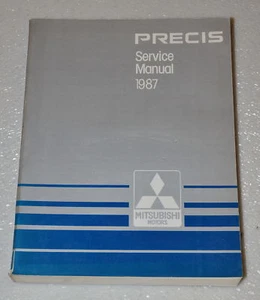 PRECIS
Service
Manual
1987
MITSUBISHI
MOTORS